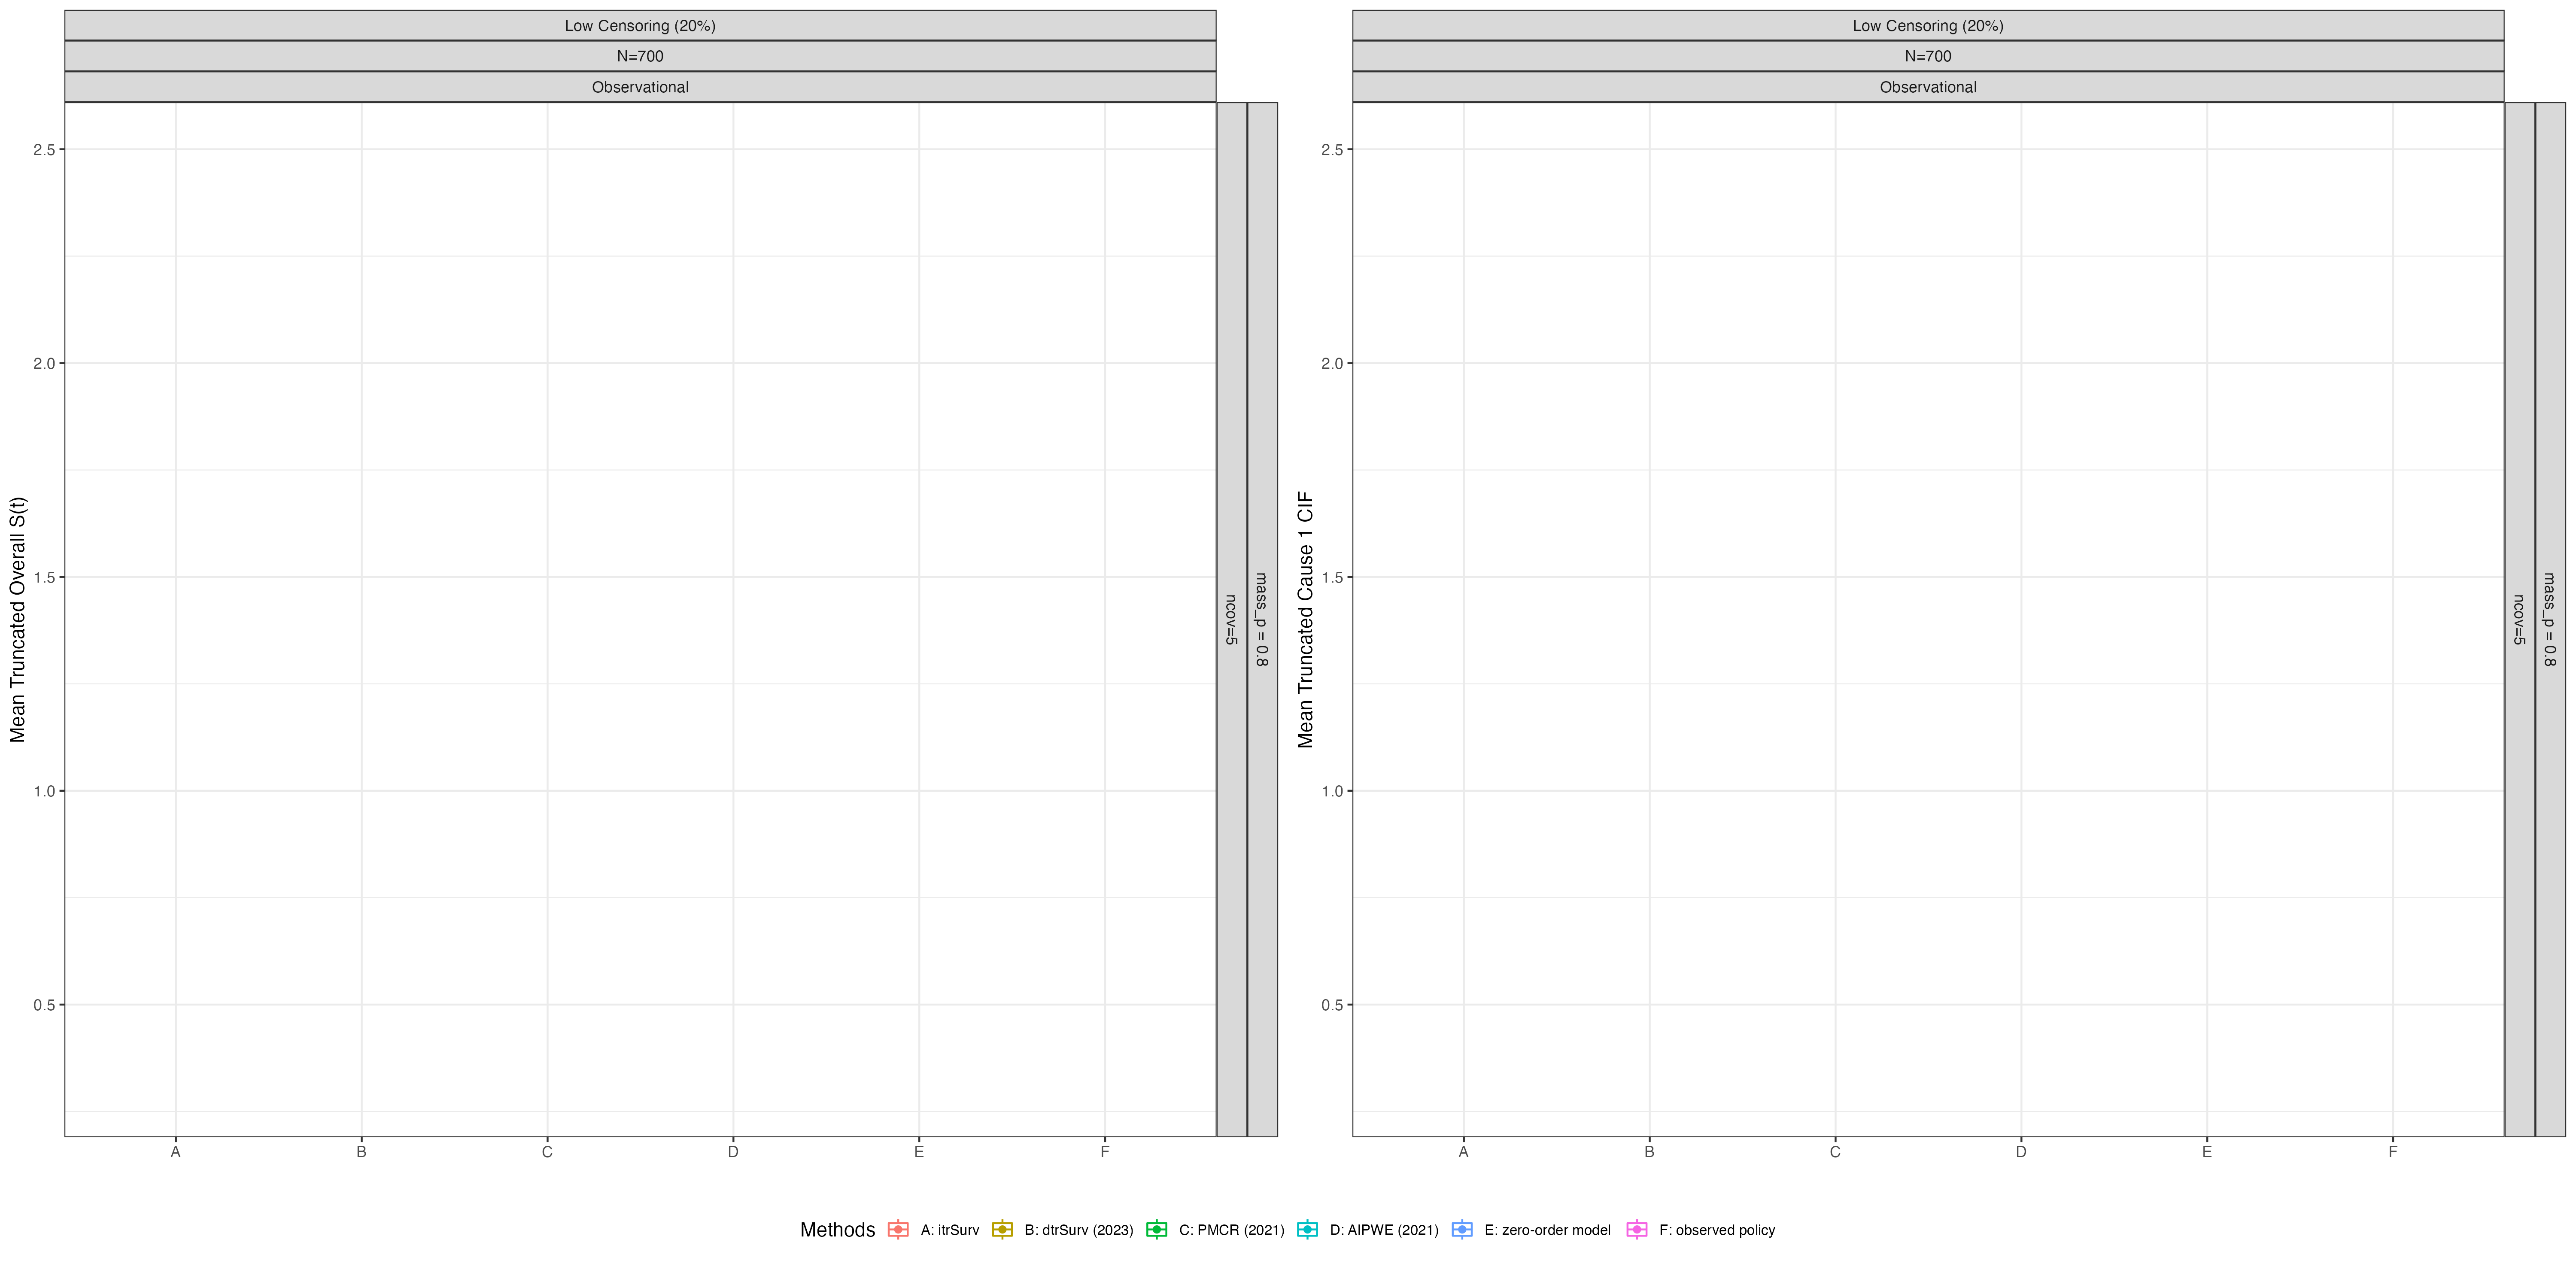 Low Censoring (20%)
N=700
Observational
Mean Truncated Overall S(t)
2.5
2.0
1.5
1.0
0.5
A B C D E F
ncov=5
mass_p = 0.8
Low Censoring (20%)
N=700
Observational
Mean Truncated Cause 1 CIF
2.5
2.0
1.5
1.0
0.5
A B C D E F
ncov=5
mass_p = 0.8
Methods A: itrSurv B: dtrSurv (2023) C: PMCR (2021) D: AIPWE (2021) E: zero-order model F: observed policy